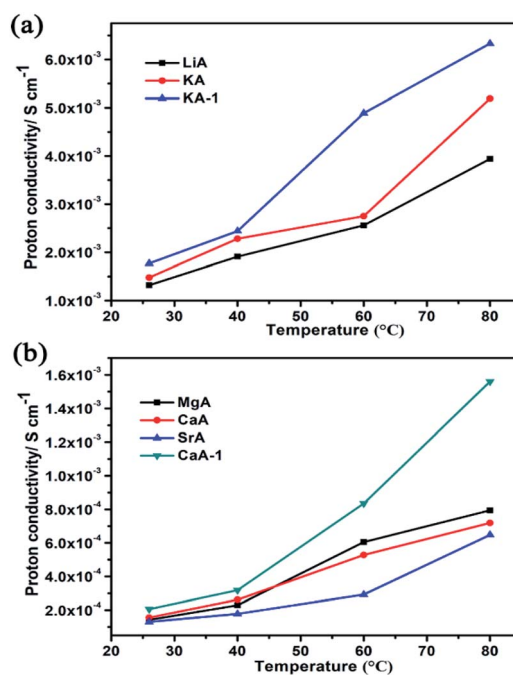 (a)
Proton conductivity/ S cm⁻¹
6.0x10⁻³
5.0x10⁻³
4.0x10⁻³
3.0x10⁻³
2.0x10⁻³
1.0x10⁻³
LiA
KA
KA-1
20 30 40 50 60 70 80
Temperature (°C)
(b)
Proton conductivity/ S cm⁻¹
1.6x10⁻³
1.4x10⁻³
1.2x10⁻³
1.0x10⁻³
8.0x10⁻⁴
6.0x10⁻⁴
4.0x10⁻⁴
2.0x10⁻⁴
MgA
CaA
SrA
CaA-1
20 30 40 50 60 70 80
Temperature (°C)